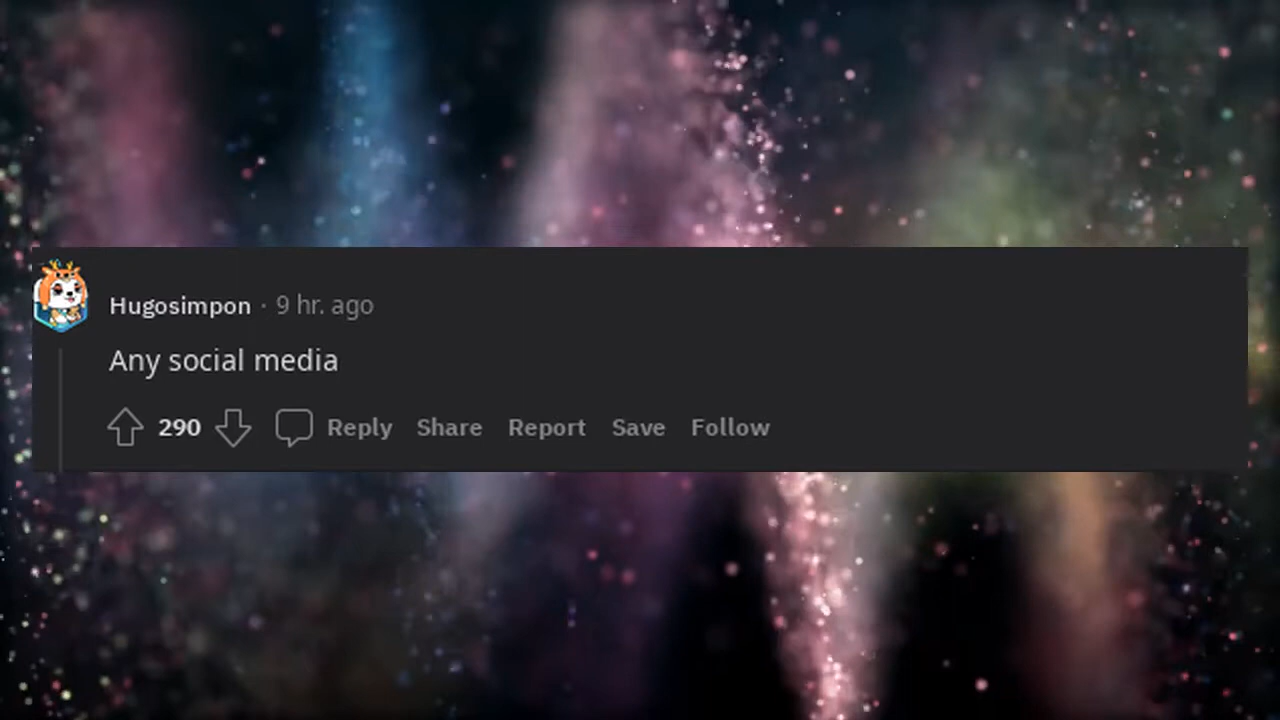 Hugosimpon · 9 hr. ago
Any social media
290 Reply Share Report Save Follow